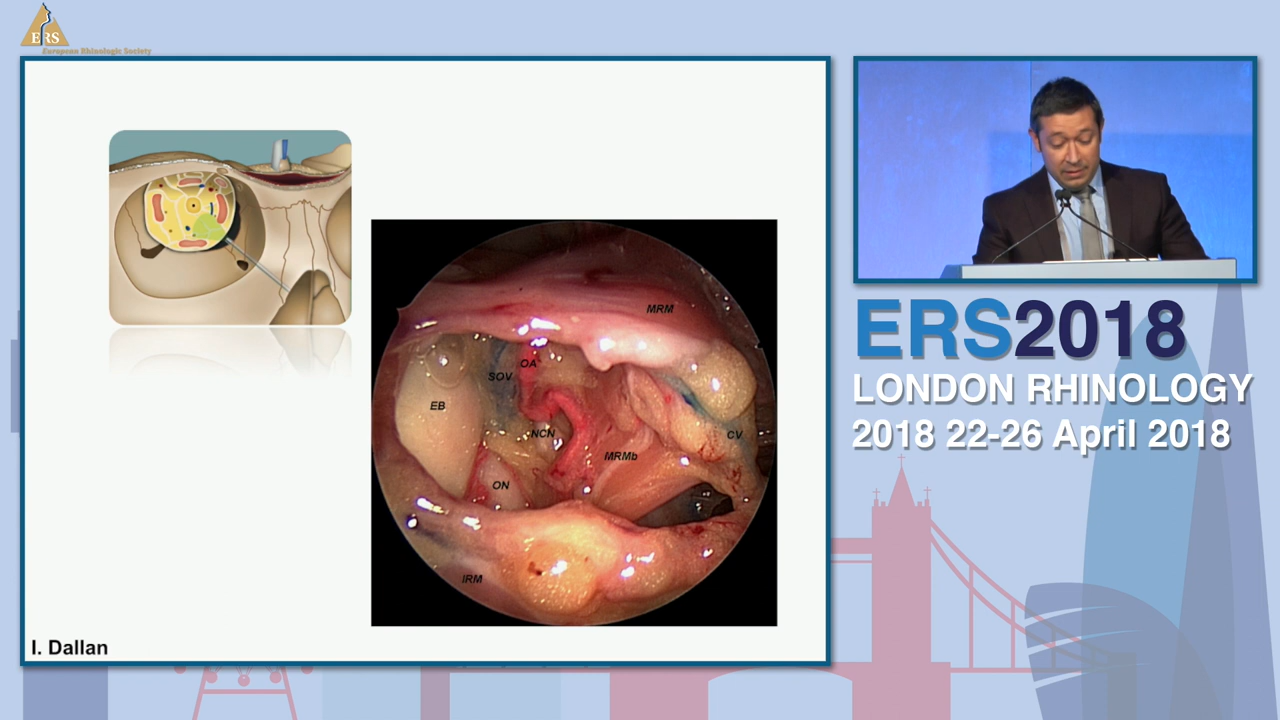 ERS
European Rhinologic Society
MRM
OA
SOV
EB
NCN
CV
MRMb
ON
IRM
I. Dallan
ERS2018
LONDON RHINOLOGY
2018 22-26 April 2018